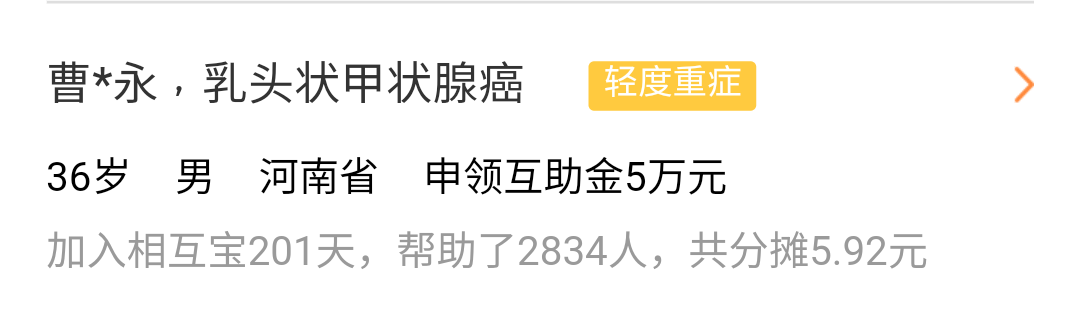 曹*永，乳头状甲状腺癌 轻度重症
36岁 男 河南省 申领互助金5万元
加入相互宝201天，帮助了2834人，共分摊5.92元